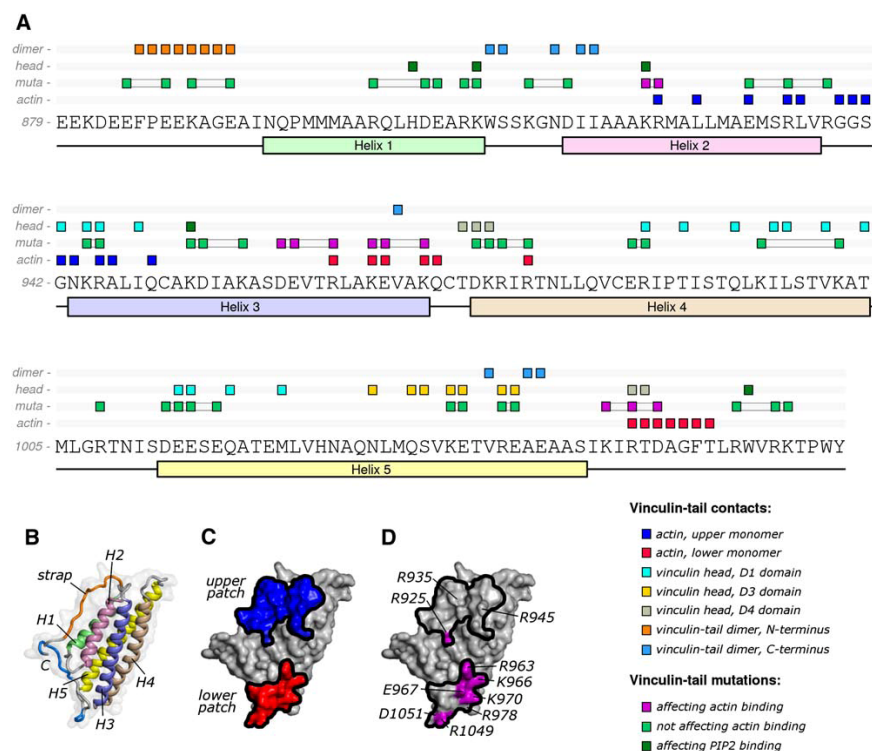 A
dimer
head
muta
actin
879 - EEKDEEFPEEKAGEAINQPMMMAARQLHDEARKWSSKGNDIIAAAKRMALLMAEMSRLVRGGS
Helix 1 Helix 2
dimer
head
muta
actin
942 - GNKRALIQCAKDIAKASDEVTRLAKEVAKQCTDKRIRTNLLQVCERIPTISTQLKILSTVKAT
Helix 3 Helix 4
dimer
head
muta
actin
1005 - MLGRTNISDEESEQATEMLVHNAQNLMQSVKETVREAEAASIKIRTDAGFTLRWVRKTPWY
Helix 5
B
H2
strap
H1
C
H5
H3
H4
C
upper
patch
lower
patch
D
R935
R925
R945
R963
K966
E967
K970
R978
D1051
R1049
Vinculin-tail contacts:
actin, upper monomer
actin, lower monomer
vinculin head, D1 domain
vinculin head, D3 domain
vinculin head, D4 domain
vinculin-tail dimer, N-terminus
vinculin-tail dimer, C-terminus
Vinculin-tail mutations:
affecting actin binding
not affecting actin binding
affecting PIP2 binding